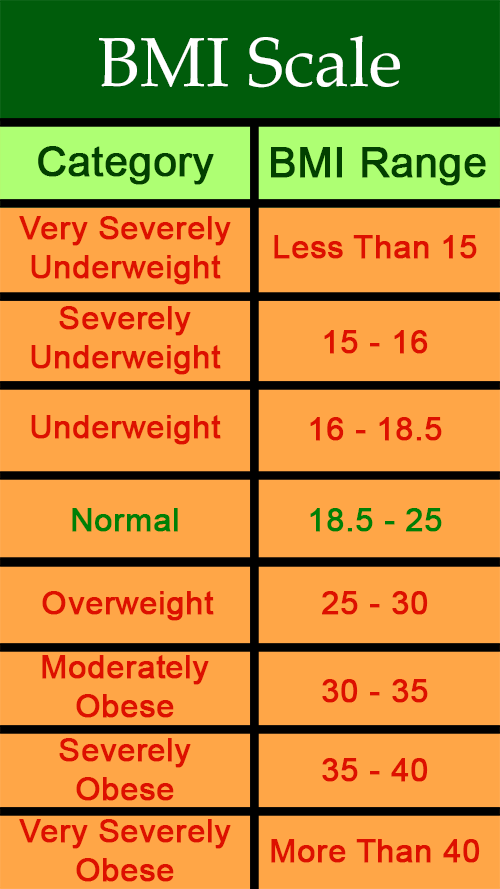 BMI Scale
Category BMI Range
Very Severely
Underweight
Less Than 15
Severely
Underweight
15 - 16
Underweight 16 - 18.5
Normal 18.5 - 25
Overweight 25 - 30
Moderately
Obese
30 - 35
Severely
Obese
35 - 40
Very Severely
Obese
More Than 40